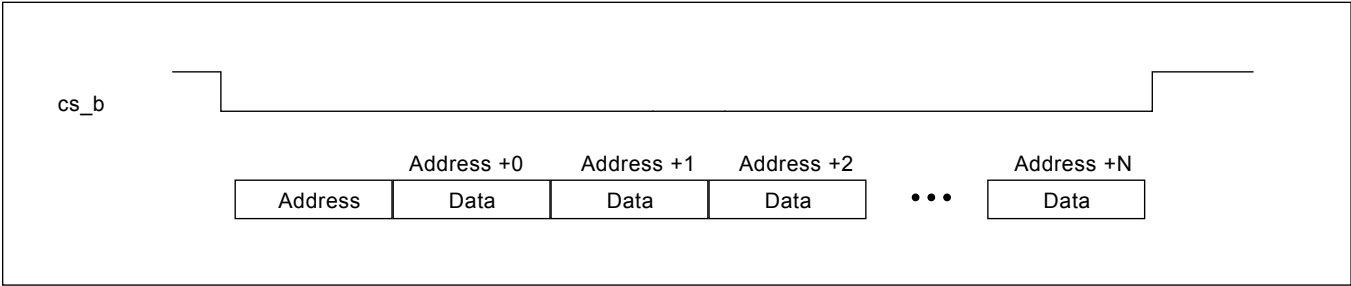 cs_b
Address +0 Address +1 Address +2 Address +N
Address Data Data Data ••• Data